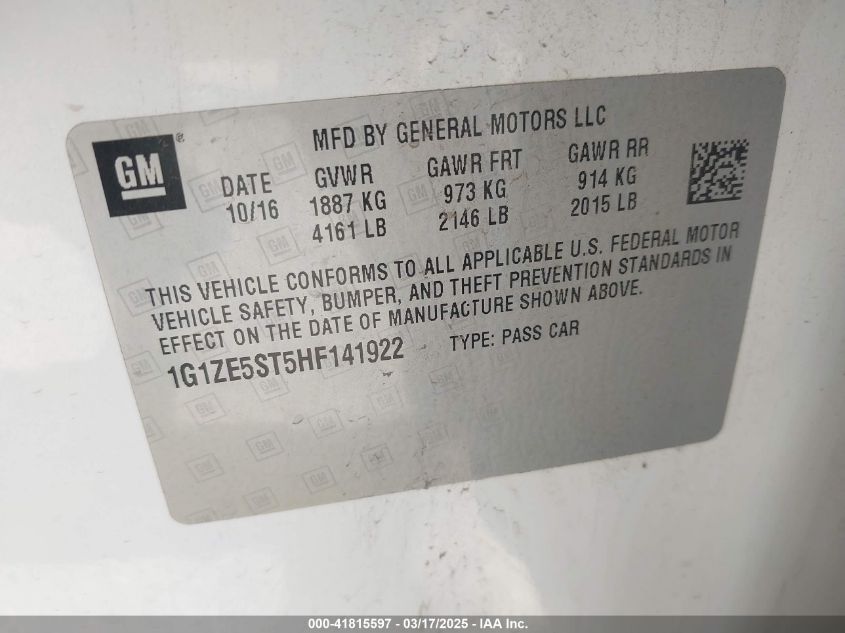 GM®
MFD BY GENERAL MOTORS LLC
DATE GVWR GAWR FRT GAWR RR
10/16 1887 KG 973 KG 914 KG
4161 LB 2146 LB 2015 LB
THIS VEHICLE CONFORMS TO ALL APPLICABLE U.S. FEDERAL MOTOR
VEHICLE SAFETY, BUMPER, AND THEFT PREVENTION STANDARDS IN
EFFECT ON THE DATE OF MANUFACTURE SHOWN ABOVE.
1G1ZE5ST5HF141922 TYPE: PASS CAR
000-41815597 - 03/17/2025 - IAA Inc.